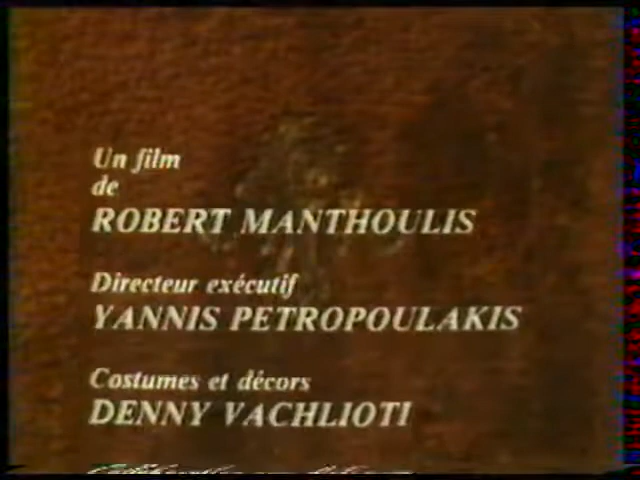 Un film
de
ROBERT MANTHOULIS
Directeur exécutif
YANNIS PETROPOULAKIS
Costumes et décors
DENNY VACHLIOTI